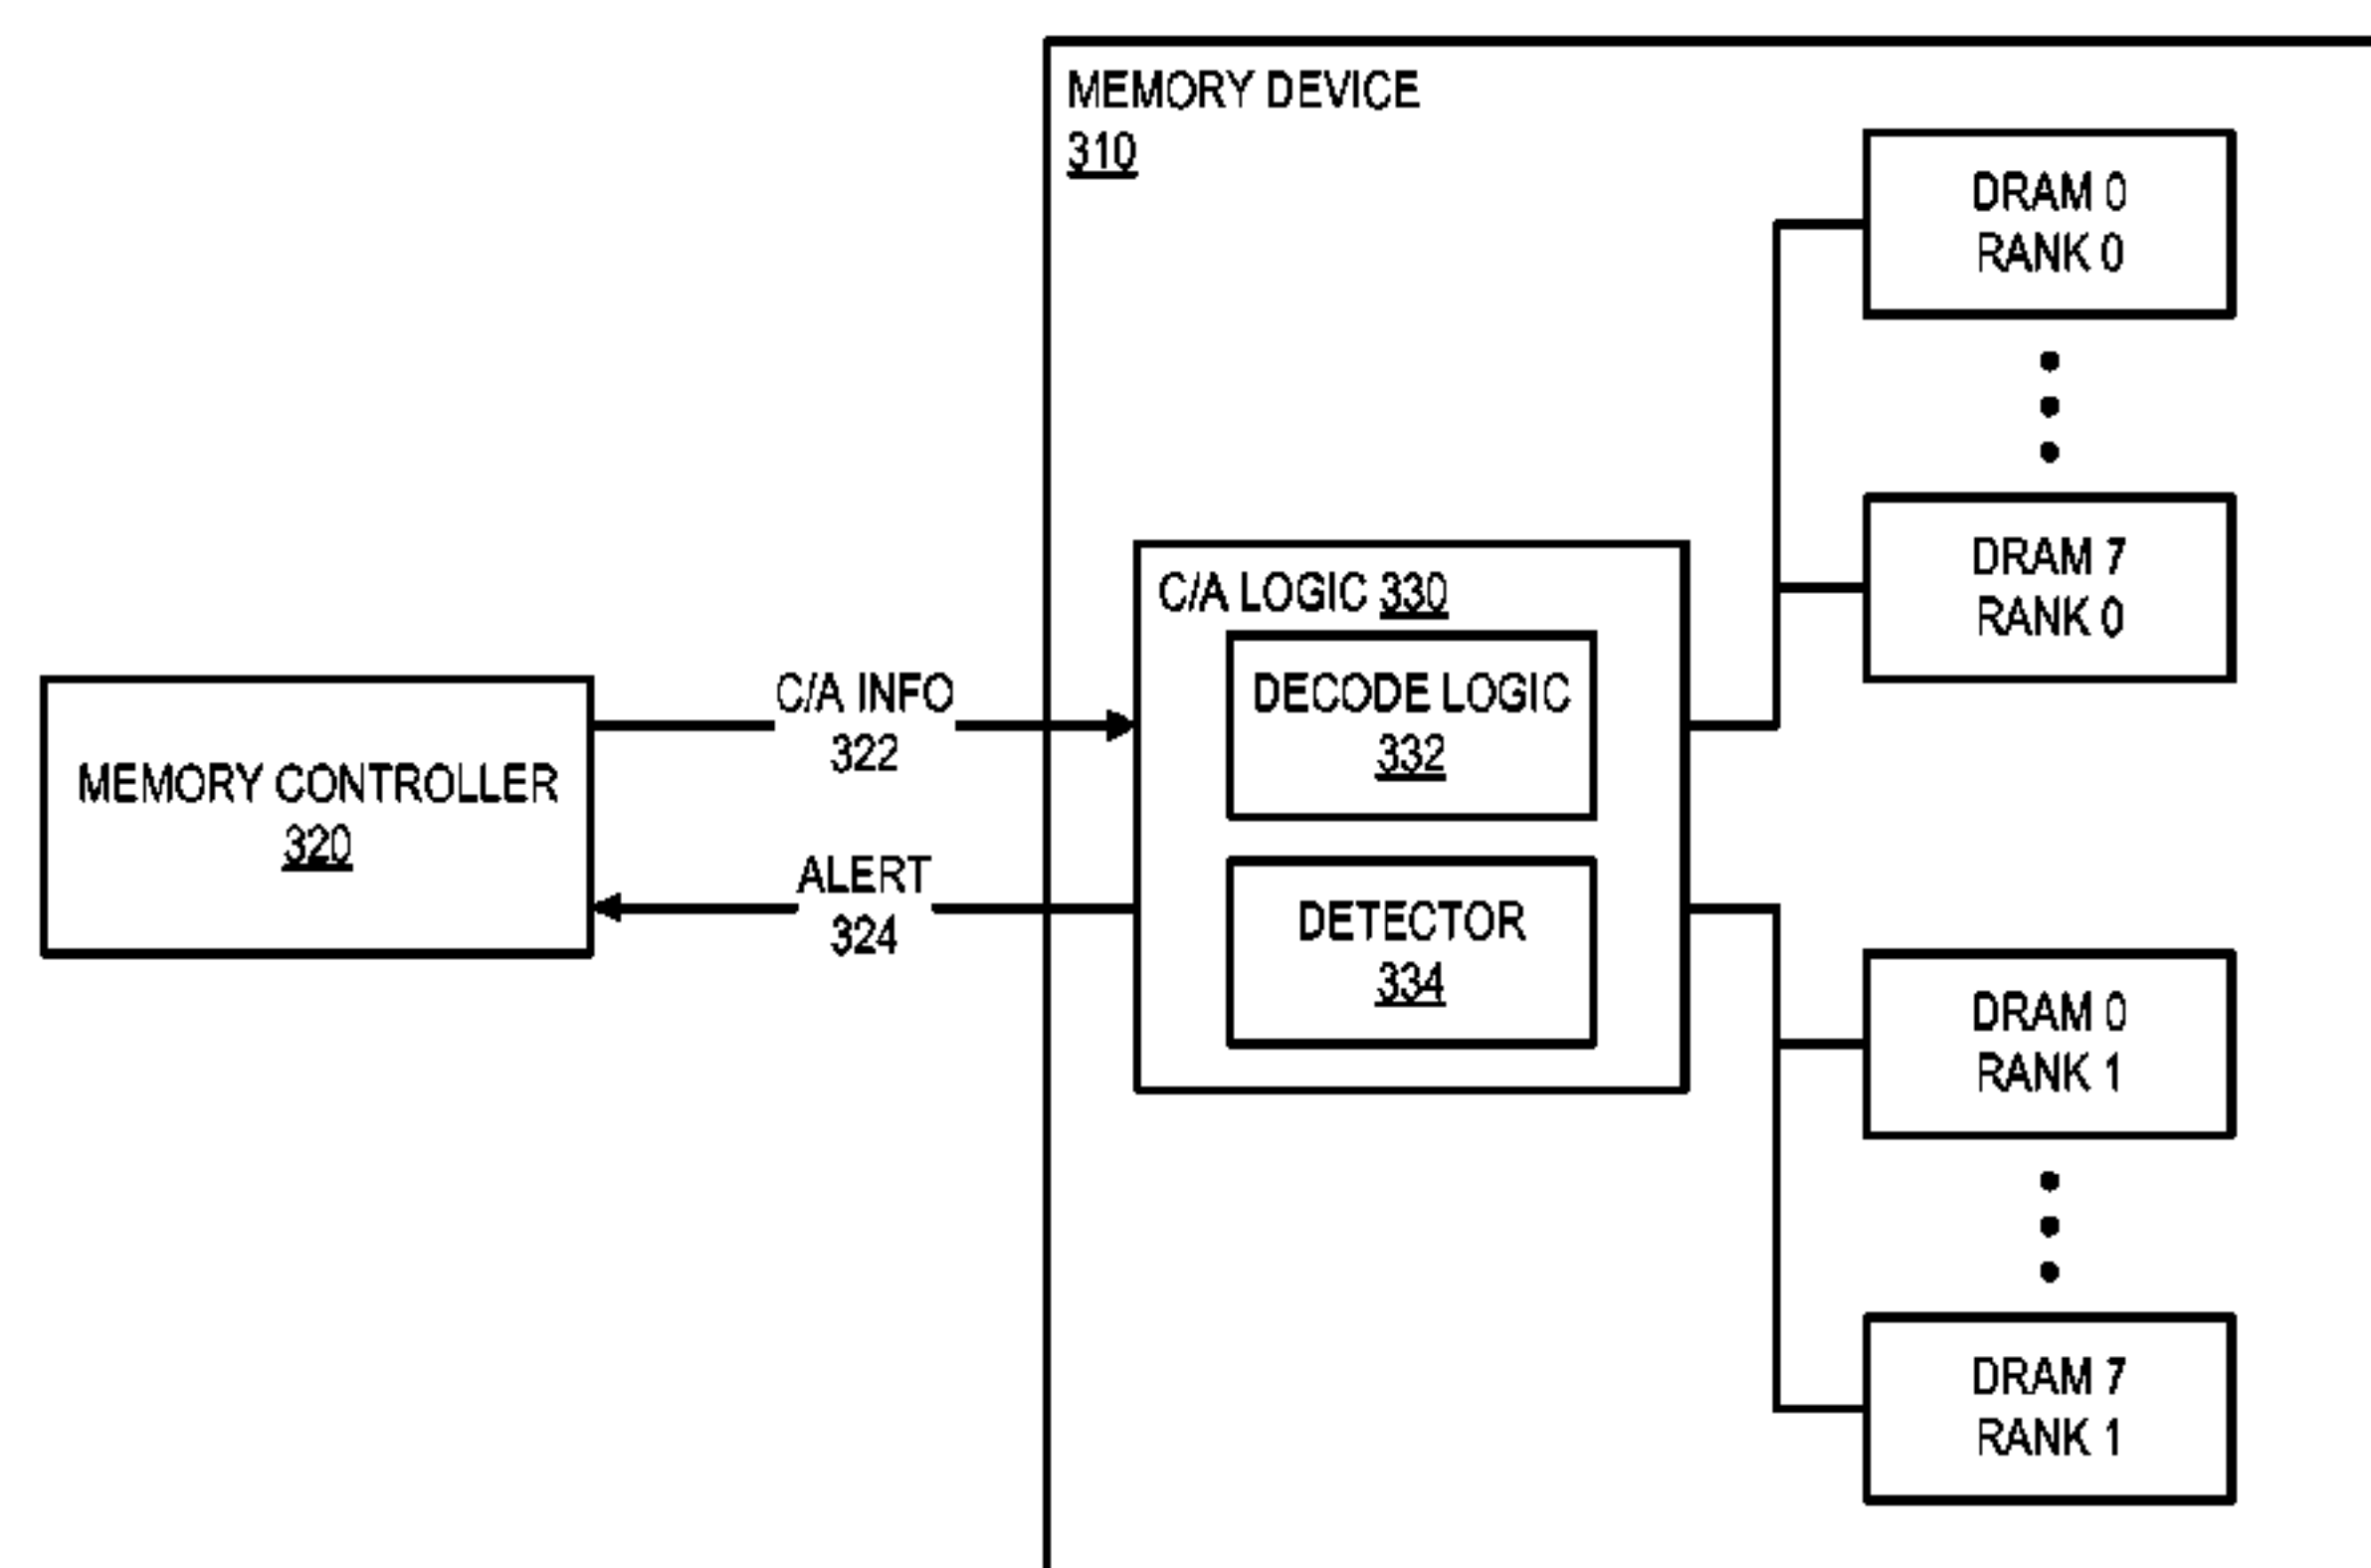 MEMORY DEVICE
310
DRAM 0
RANK 0
DRAM 7
RANK 0
C/A LOGIC 330
DECODE LOGIC
332
C/A INFO
322
MEMORY CONTROLLER
320
ALERT
324
DETECTOR
334
DRAM 0
RANK 1
DRAM 7
RANK 1